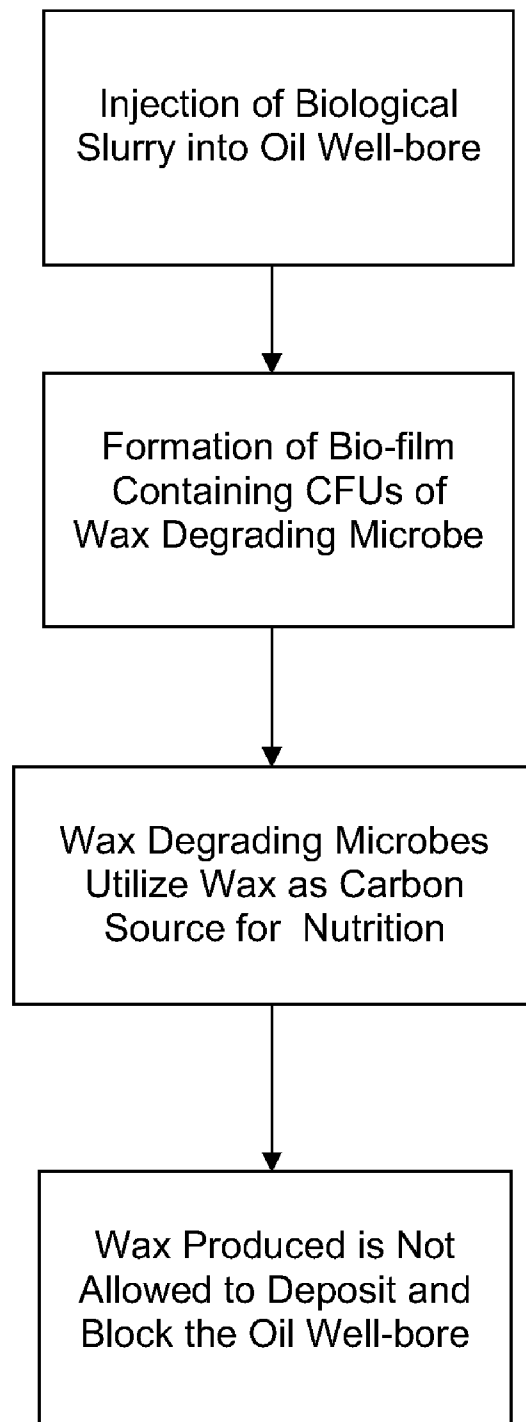 Injection of Biological
Slurry into Oil Well-bore
Formation of Bio-film
Containing CFUs of
Wax Degrading Microbe
Wax Degrading Microbes
Utilize Wax as Carbon
Source for Nutrition
Wax Produced is Not
Allowed to Deposit and
Block the Oil Well-bore